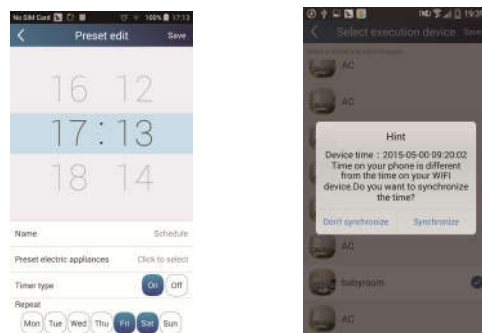 No SIM Card 100% 17:13
Preset edit Save
16 12
17 : 13
18 14
Name Schedule
Preset electric appliances Click to select
Timer type On Off
Repeat
Mon Tue Wed Thu Fri Sat Sun
Select execution device Save
AC
AC
Hint
Device time : 2015-05-00 09:20:02
Time on your phone is different
from the time on your WIFI
device.Do you want to synchronize
the time?
Don't synchronize Synchronize
AC
babyroom
AC